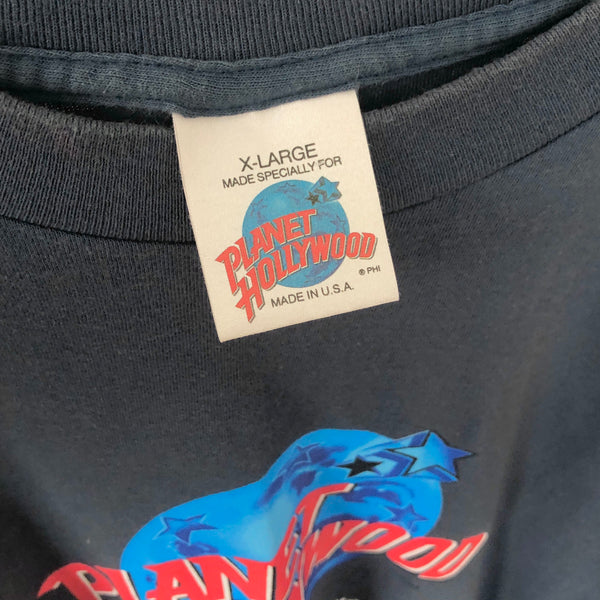 X-LARGE
MADE SPECIALLY FOR
PLANET
HOLLYWOOD
® PHI
MADE IN U.S.A.